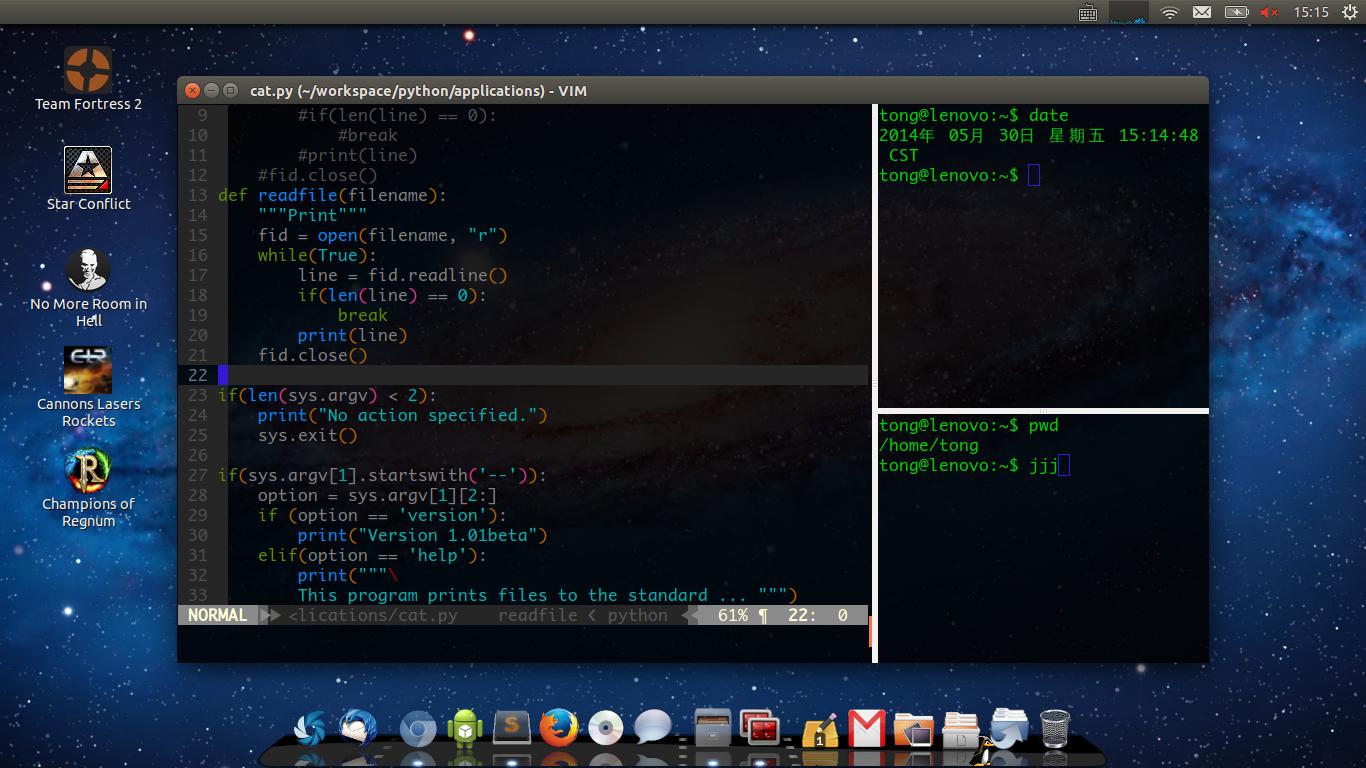 15:15
Team Fortress 2
Star Conflict
No More Room in
Hell
Cannons Lasers
Rockets
Champions of
Regnum
cat.py (~/workspace/python/applications) - VIM
9         #if(len(line) == 0):
10             #break
11         #print(line)
12     #fid.close()
13 def readfile(filename):
14     """Print"""
15     fid = open(filename, "r")
16     while(True):
17         line = fid.readline()
18         if(len(line) == 0):
19             break
20         print(line)
21     fid.close()
22
23 if(len(sys.argv) < 2):
24     print("No action specified.")
25     sys.exit()
26
27 if(sys.argv[1].startswith('--')):
28     option = sys.argv[1][2:]
29     if (option == 'version'):
30         print("Version 1.01beta")
31     elif(option == 'help'):
32         print("""\
33         This program prints files to the standard ... """)
NORMAL <lications/cat.py readfile < python 61% ¶ 22: 0
tong@lenovo:~$ date
2014年 05月 30日 星期五 15:14:48
CST
tong@lenovo:~$
tong@lenovo:~$ pwd
/home/tong
tong@lenovo:~$ jjj
S
1